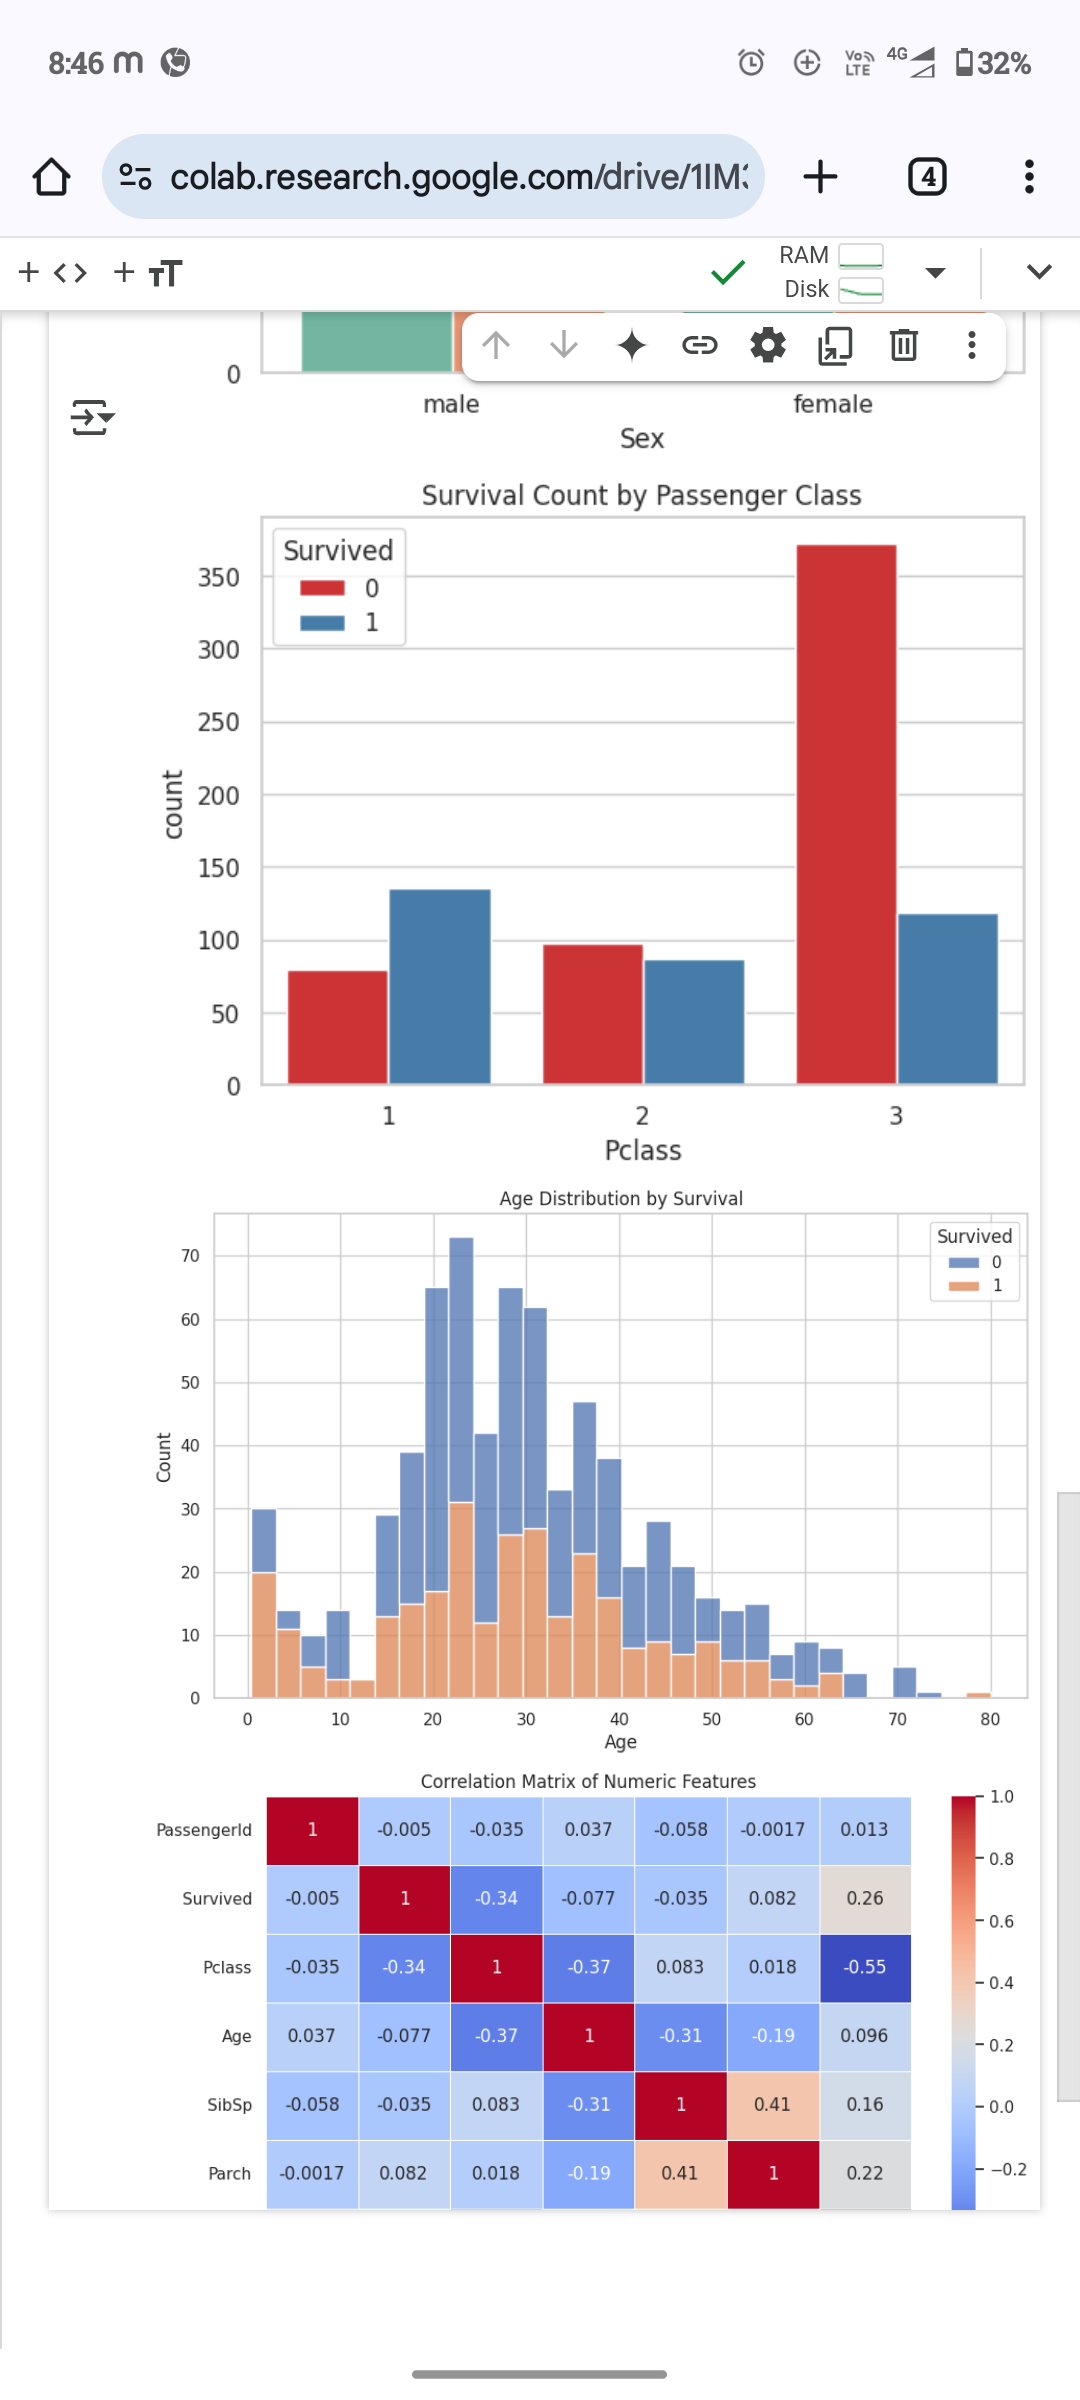 8:46 m VoLTE 4G 32%
colab.research.google.com/drive/1IM 4
RAM
Disk
0
male female
Sex
Survival Count by Passenger Class
Survived
0
1
350
300
250
200
150
100
50
0
count
1 2 3
Pclass
Age Distribution by Survival
Survived
0
1
70
60
50
40
30
20
10
0
Count
0 10 20 30 40 50 60 70 80
Age
Correlation Matrix of Numeric Features
PassengerId 1 -0.005 -0.035 0.037 -0.058 -0.0017 0.013
Survived -0.005 1 -0.34 -0.077 -0.035 0.082 0.26
Pclass -0.035 -0.34 1 -0.37 0.083 0.018 -0.55
Age 0.037 -0.077 -0.37 1 -0.31 -0.19 0.096
SibSp -0.058 -0.035 0.083 -0.31 1 0.41 0.16
Parch -0.0017 0.082 0.018 -0.19 0.41 1 0.22
1.0
0.8
0.6
0.4
0.2
0.0
−0.2